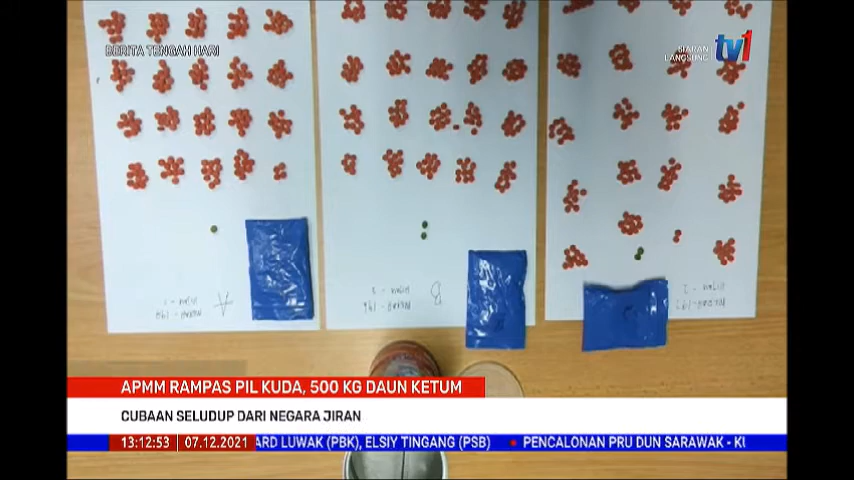 BERITA TENGAH HARI
SIARAN
LANGSUNG
tv1
A
B
APMM RAMPAS PIL KUDA, 500 KG DAUN KETUM
CUBAAN SELUDUP DARI NEGARA JIRAN
13:12:53 07.12.2021 ARD LUWAK (PBK), ELSIY TINGANG (PSB) • PENCALONAN PRU DUN SARAWAK - KU